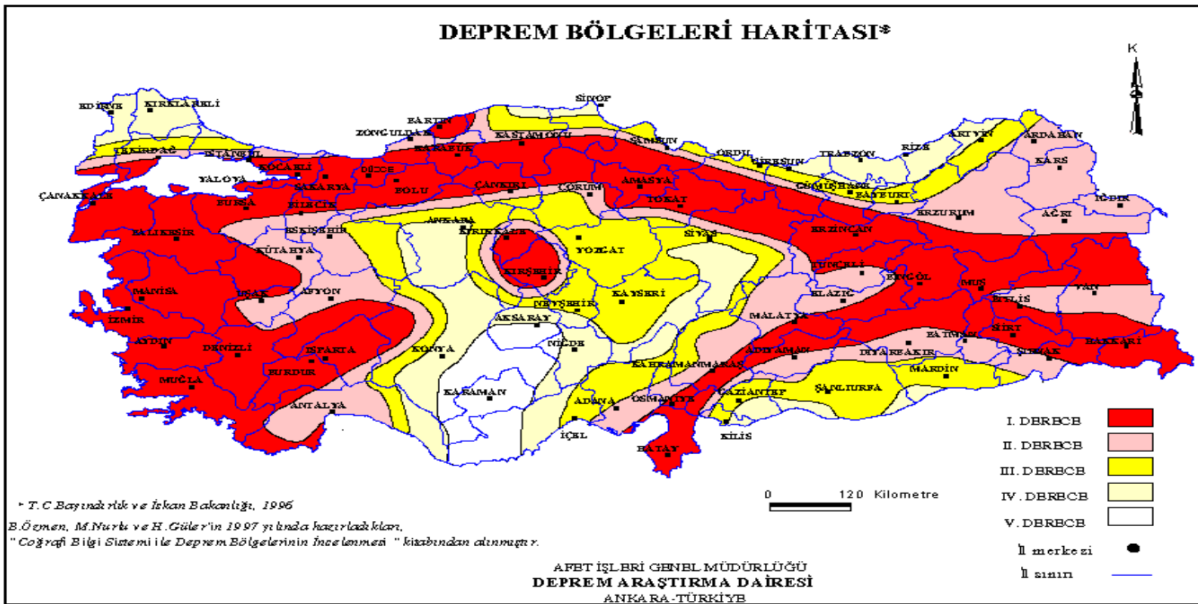 DEPREM BÖLGELERİ HARİTASI*
K
SİNOP
EDİRNE
KIRKLARELİ
BARTIN
ZONGULDAK
KASTAMONU
KARABÜK
SAMSUN
ARTVİN
ARDAHAN
ORDU
GİRESUN
TRABZON
RİZE
KARS
TEKİRDAĞ
İSTANBUL
KOCAELİ
YALOVA
SAKARYA
DÜZCE
BOLU
ÇANKIRI
ÇORUM
AMASYA
TOKAT
GÜMÜŞHANE
BAYBURT
ERZURUM
AĞRI
IĞDIR
ÇANAKKALE
BURSA
BİLECİK
ESKİŞEHİR
ANKARA
KIRIKKALE
YOZGAT
SİVAS
ERZİNCAN
BALIKESİR
KÜTAHYA
KIRŞEHİR
TUNCELİ
BİNGÖL
MUŞ
BİTLİS
VAN
MANİSA
UŞAK
AFYON
NEVŞEHİR
KAYSERİ
MALATYA
ELAZIĞ
İZMİR
AKSARAY
AYDIN
DENİZLİ
ISPARTA
KONYA
NİĞDE
KAHRAMANMARAŞ
ADIYAMAN
DİYARBAKIR
BATMAN
SİİRT
ŞIRNAK
HAKKARİ
MUĞLA
BURDUR
ANTALYA
KARAMAN
ADANA
OSMANİYE
GAZİANTEP
ŞANLIURFA
MARDİN
İÇEL
KİLİS
HATAY
I. DERECE
II. DERECE
III. DERECE
IV. DERECE
V. DERECE
İl merkezi
İl sınırı
0 120 Kilometre
* T.C.Bayındırlık ve İskan Bakanlığı, 1996
B.Özmen, M.Nurlu ve H.Güler'in 1997 yılında hazırladıkları,
" Coğrafi Bilgi Sistemi ile Deprem Bölgelerinin İncelenmesi " kitabından alınmıştır.
AFET İŞLERİ GENEL MÜDÜRLÜĞÜ
DEPREM ARAŞTIRMA DAİRESİ
ANKARA-TÜRKİYE